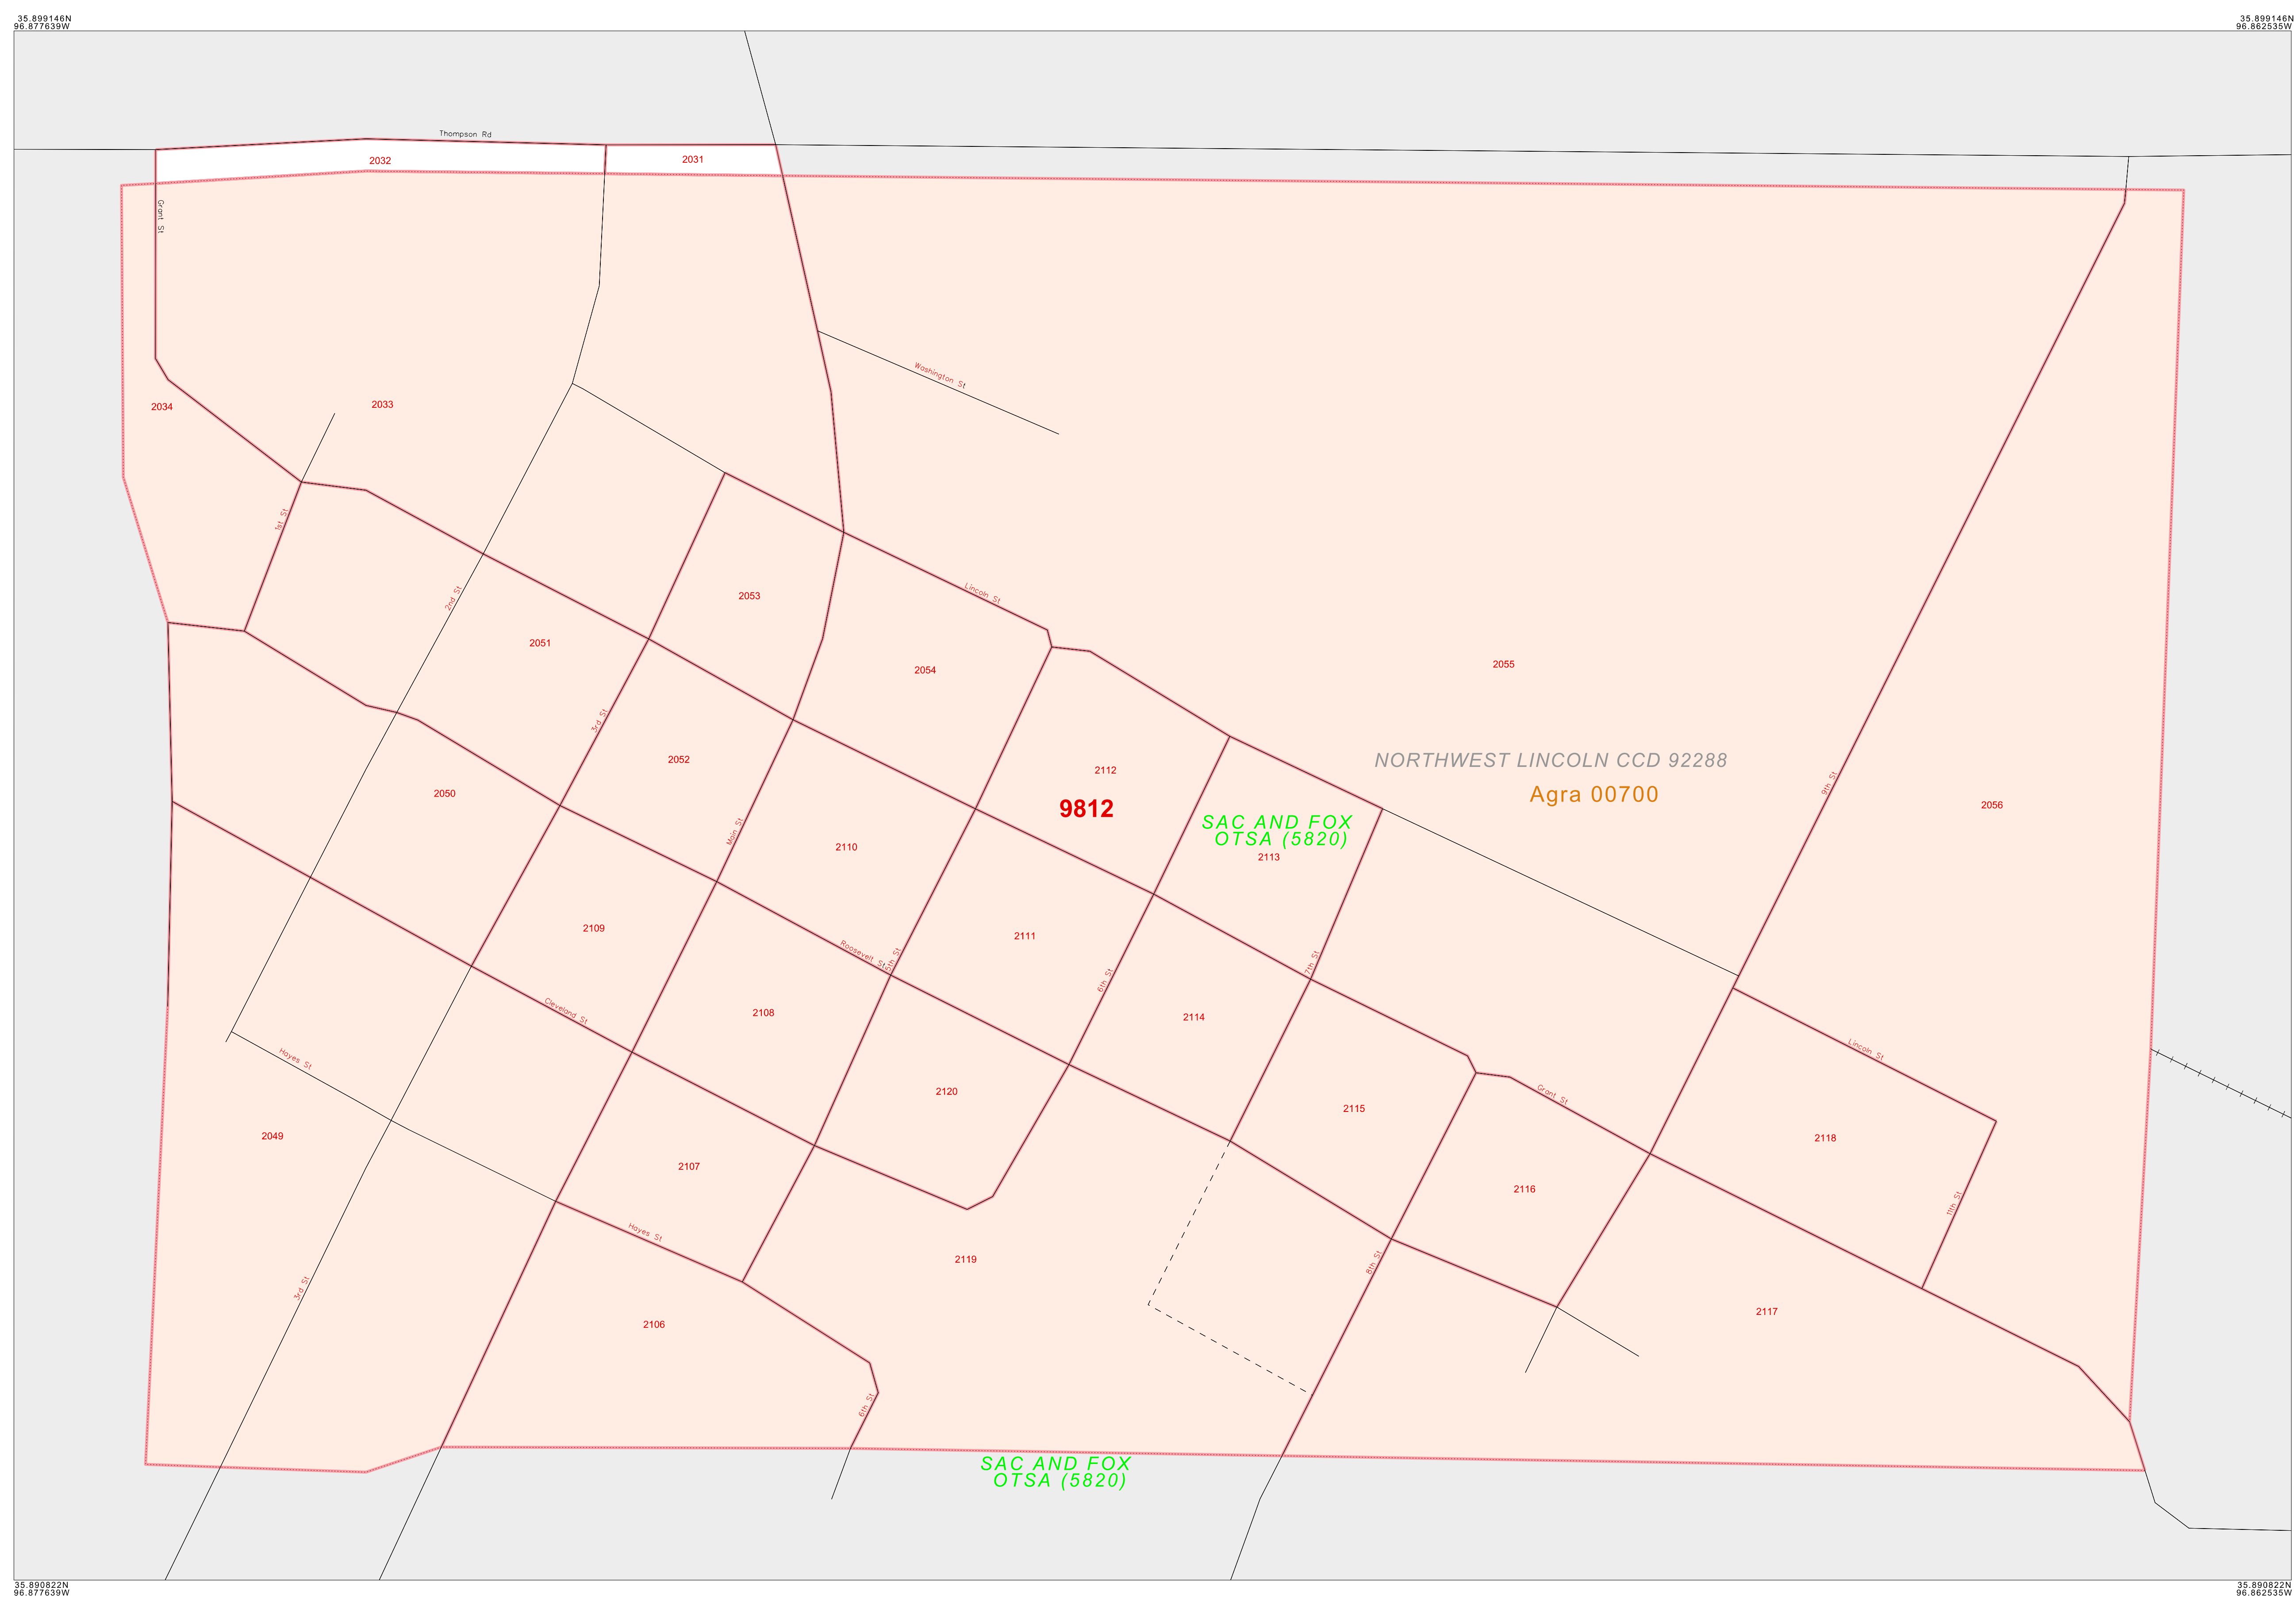 35.899146N
96.877639W
35.899146N
96.862535W
Thompson Rd
2032
2031
Grant St
Washington St
2034
2033
1st St
2nd St
2053
Lincoln St
2051
2054
2055
3rd St
2052
NORTHWEST LINCOLN CCD 92288
2112
9th St
2050
Agra 00700
9812
2056
SAC AND FOX
OTSA (5820)
Main St
2110
2113
2109
2111
Roosevelt St
5th St
7th St
6th St
2108
2114
Cleveland St
Lincoln St
Hayes St
2120
Grant St
2115
2049
2118
2107
2116
11th St
Hayes St
2119
8th St
3rd St
2117
2106
6th St
SAC AND FOX
OTSA (5820)
35.890822N
96.877639W
35.890822N
96.862535W